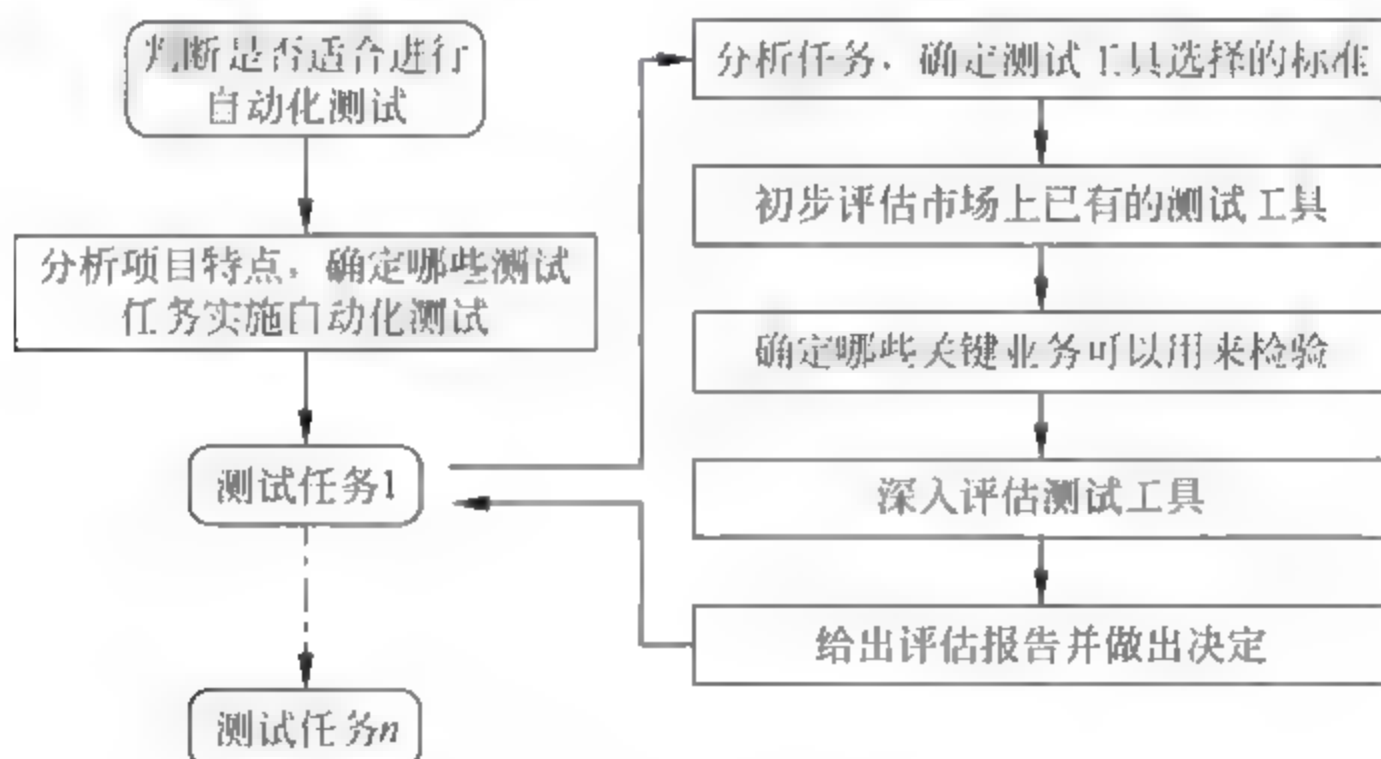 判断是否适合进行
自动化测试
分析项目特点，确定哪些测试
任务实施自动化测试
测试任务1
测试任务n
分析任务，确定测试工具选择的标准
初步评估市场上已有的测试工具
确定哪些关键业务可以用来检验
深入评估测试工具
给出评估报告并做出决定